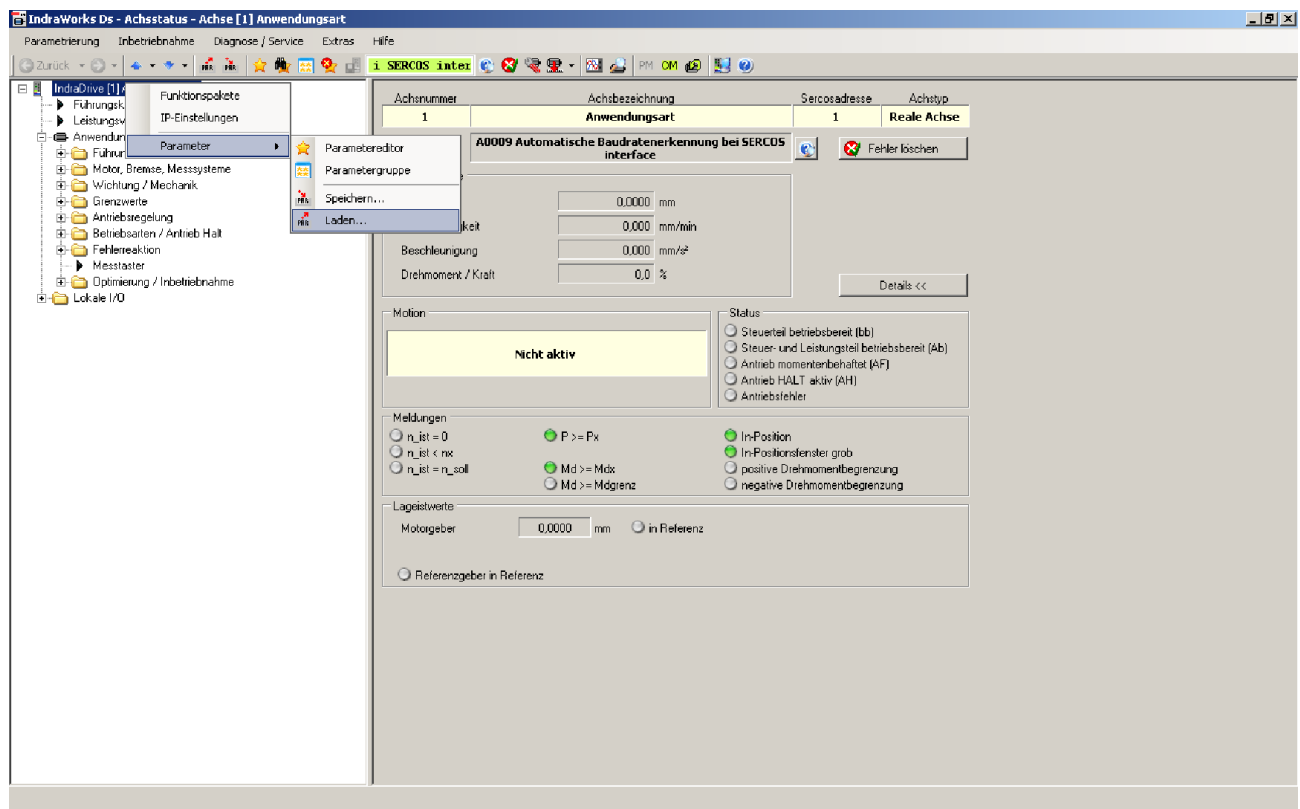 IndraWorks Ds - Achsstatus - Achse [1] Anwendungsart
Parametrierung Inbetriebnahme Diagnose / Service Extras Hilfe
Zurück i SERCOS inter PM OM
IndraDrive [1]
Führungsk
Leistungsv
Anwendun
Führun
Motor, Bremse, Messsysteme
Wichtung / Mechanik
Grenzwerte
Antriebsregelung
Betriebsarten / Antrieb Halt
Fehlerreaktion
Messtaster
Optimierung / Inbetriebnahme
Lokale I/O
Funktionspakete
IP-Einstellungen
Parameter
Parametereditor
Parametergruppe
Speichern...
Laden...
Achsnummer Achsbezeichnung Sercosadresse Achstyp
1 Anwendungsart 1 Reale Achse
A0009 Automatische Baudratenerkennung bei SERCOS
interface
Fehler löschen
0,0000 mm
keit 0,000 mm/min
Beschleunigung 0,000 mm/s²
Drehmoment / Kraft 0,0 %
Details <<
Motion
Nicht aktiv
Status
Steuerteil betriebsbereit (bb)
Steuer- und Leistungsteil betriebsbereit (Ab)
Antrieb momentenbehaftet (AF)
Antrieb HALT aktiv (AH)
Antriebsfehler
Meldungen
n_ist = 0 P >= Px In-Position
n_ist < nx In-Positionsfenster grob
n_ist = n_soll Md >= Mdx positive Drehmomentbegrenzung
Md >= Mdgrenz negative Drehmomentbegrenzung
Lageistwerte
Motorgeber 0,0000 mm in Referenz
Referenzgeber in Referenz